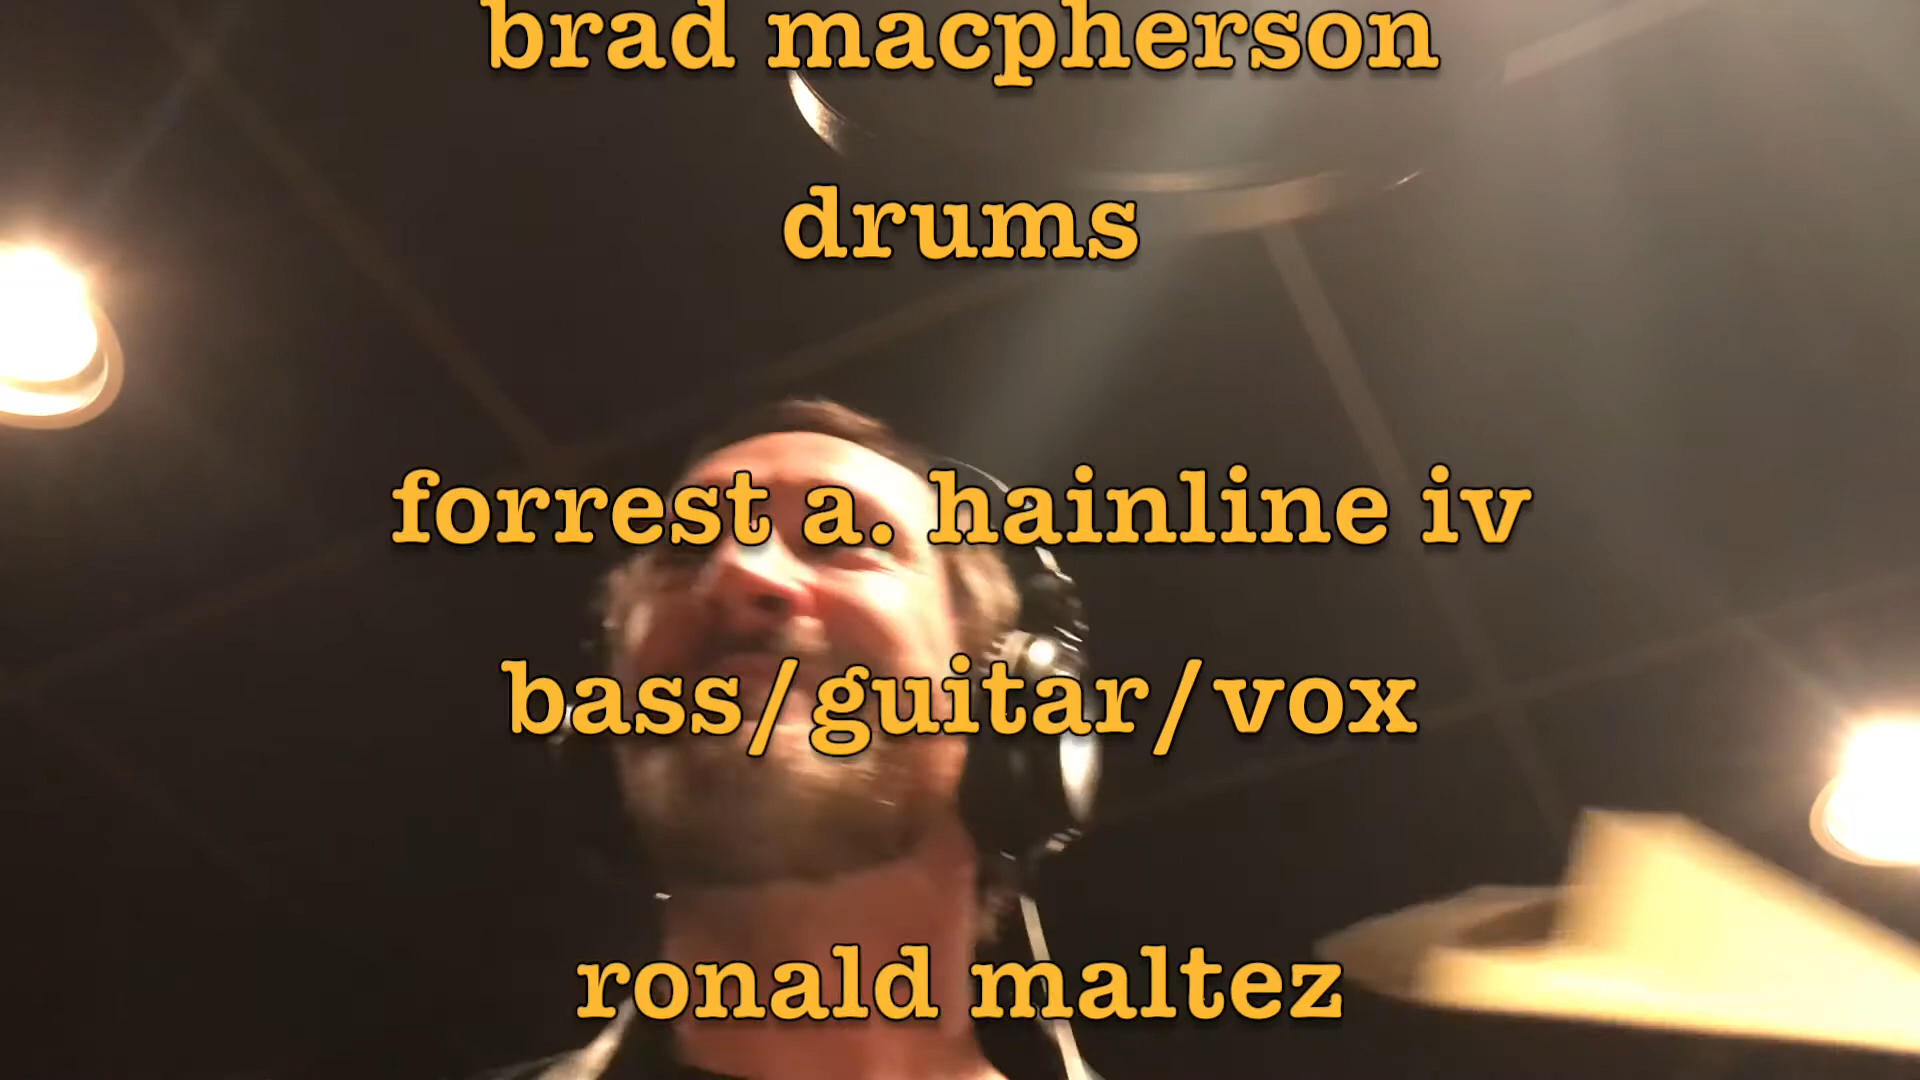 brad macpherson
drums
forrest a. hainline iv
bass/guitar/vox
ronald maltez